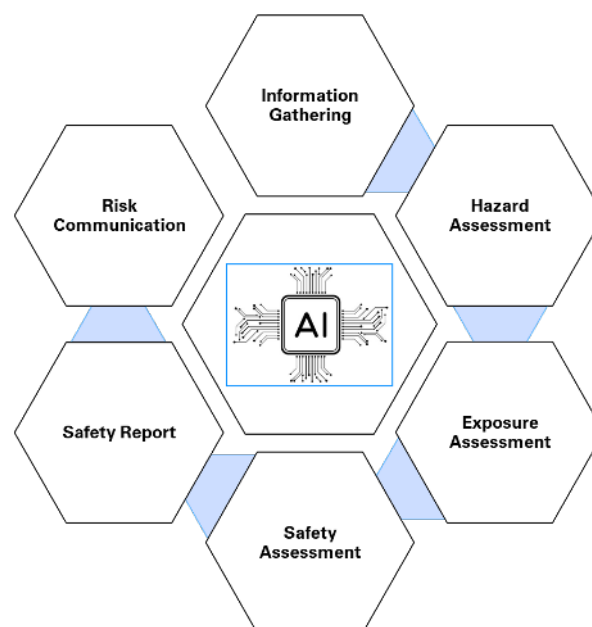 Information
Gathering
Risk
Communication
Hazard
Assessment
AI
Safety Report
Exposure
Assessment
Safety
Assessment